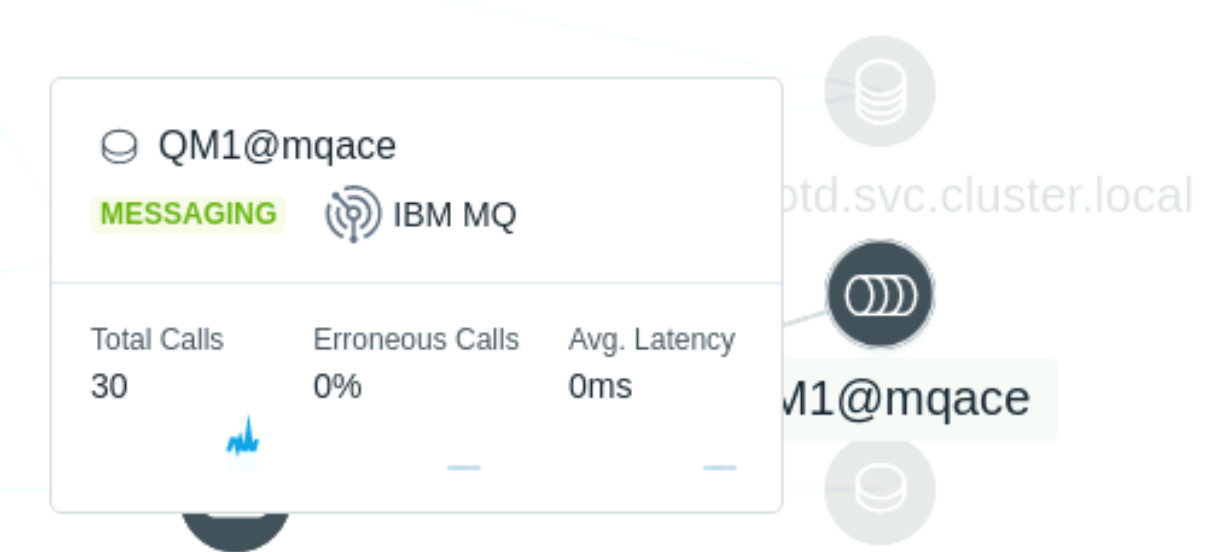 QM1@mqace
MESSAGING IBM MQ
Total Calls Erroneous Calls Avg. Latency
30 0% 0ms
.svc.cluster.local
M1@mqace